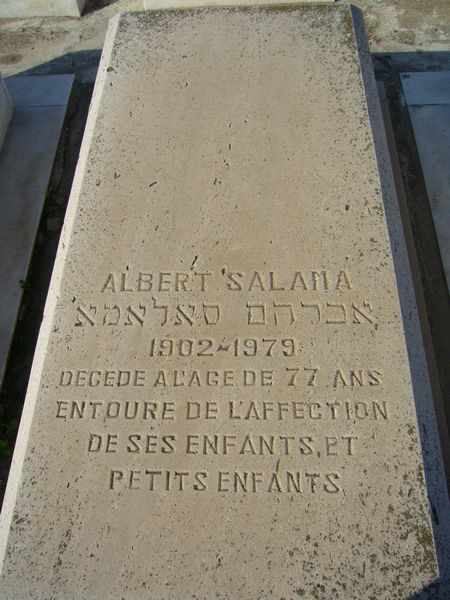 ALBERT SALAMA
אברהם סאלאמא
1902-1979
DECEDE A L'AGE DE 77 ANS
ENTOURE DE L'AFFECTION
DE SES ENFANTS, ET
PETITS ENFANTS